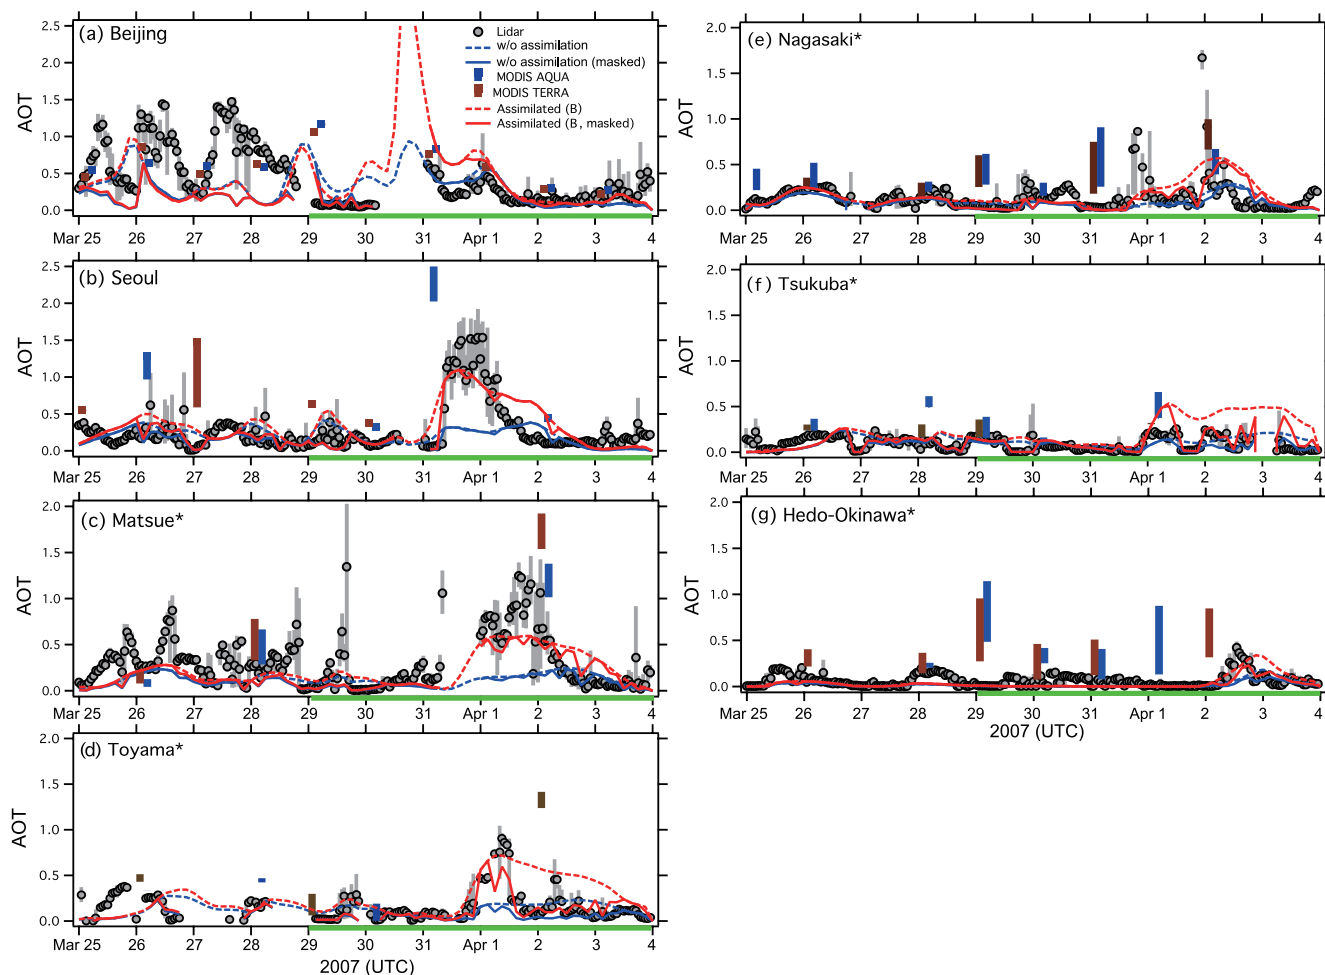 (a) Beijing
Lidar
w/o assimilation
w/o assimilation (masked)
MODIS AQUA
MODIS TERRA
Assimilated (B)
Assimilated (B, masked)
AOT
2.5
2.0
1.5
1.0
0.5
0.0
Mar 25 26 27 28 29 30 31 Apr 1 2 3 4
(b) Seoul
AOT
2.5
2.0
1.5
1.0
0.5
0.0
Mar 25 26 27 28 29 30 31 Apr 1 2 3 4
(c) Matsue*
AOT
2.0
1.5
1.0
0.5
0.0
Mar 25 26 27 28 29 30 31 Apr 1 2 3 4
(d) Toyama*
AOT
2.0
1.5
1.0
0.5
0.0
Mar 25 26 27 28 29 30 31 Apr 1 2 3 4
2007 (UTC)
(e) Nagasaki*
AOT
2.0
1.5
1.0
0.5
0.0
Mar 25 26 27 28 29 30 31 Apr 1 2 3 4
(f) Tsukuba*
AOT
2.0
1.5
1.0
0.5
0.0
Mar 25 26 27 28 29 30 31 Apr 1 2 3 4
(g) Hedo-Okinawa*
AOT
2.0
1.5
1.0
0.5
0.0
Mar 25 26 27 28 29 30 31 Apr 1 2 3 4
2007 (UTC)